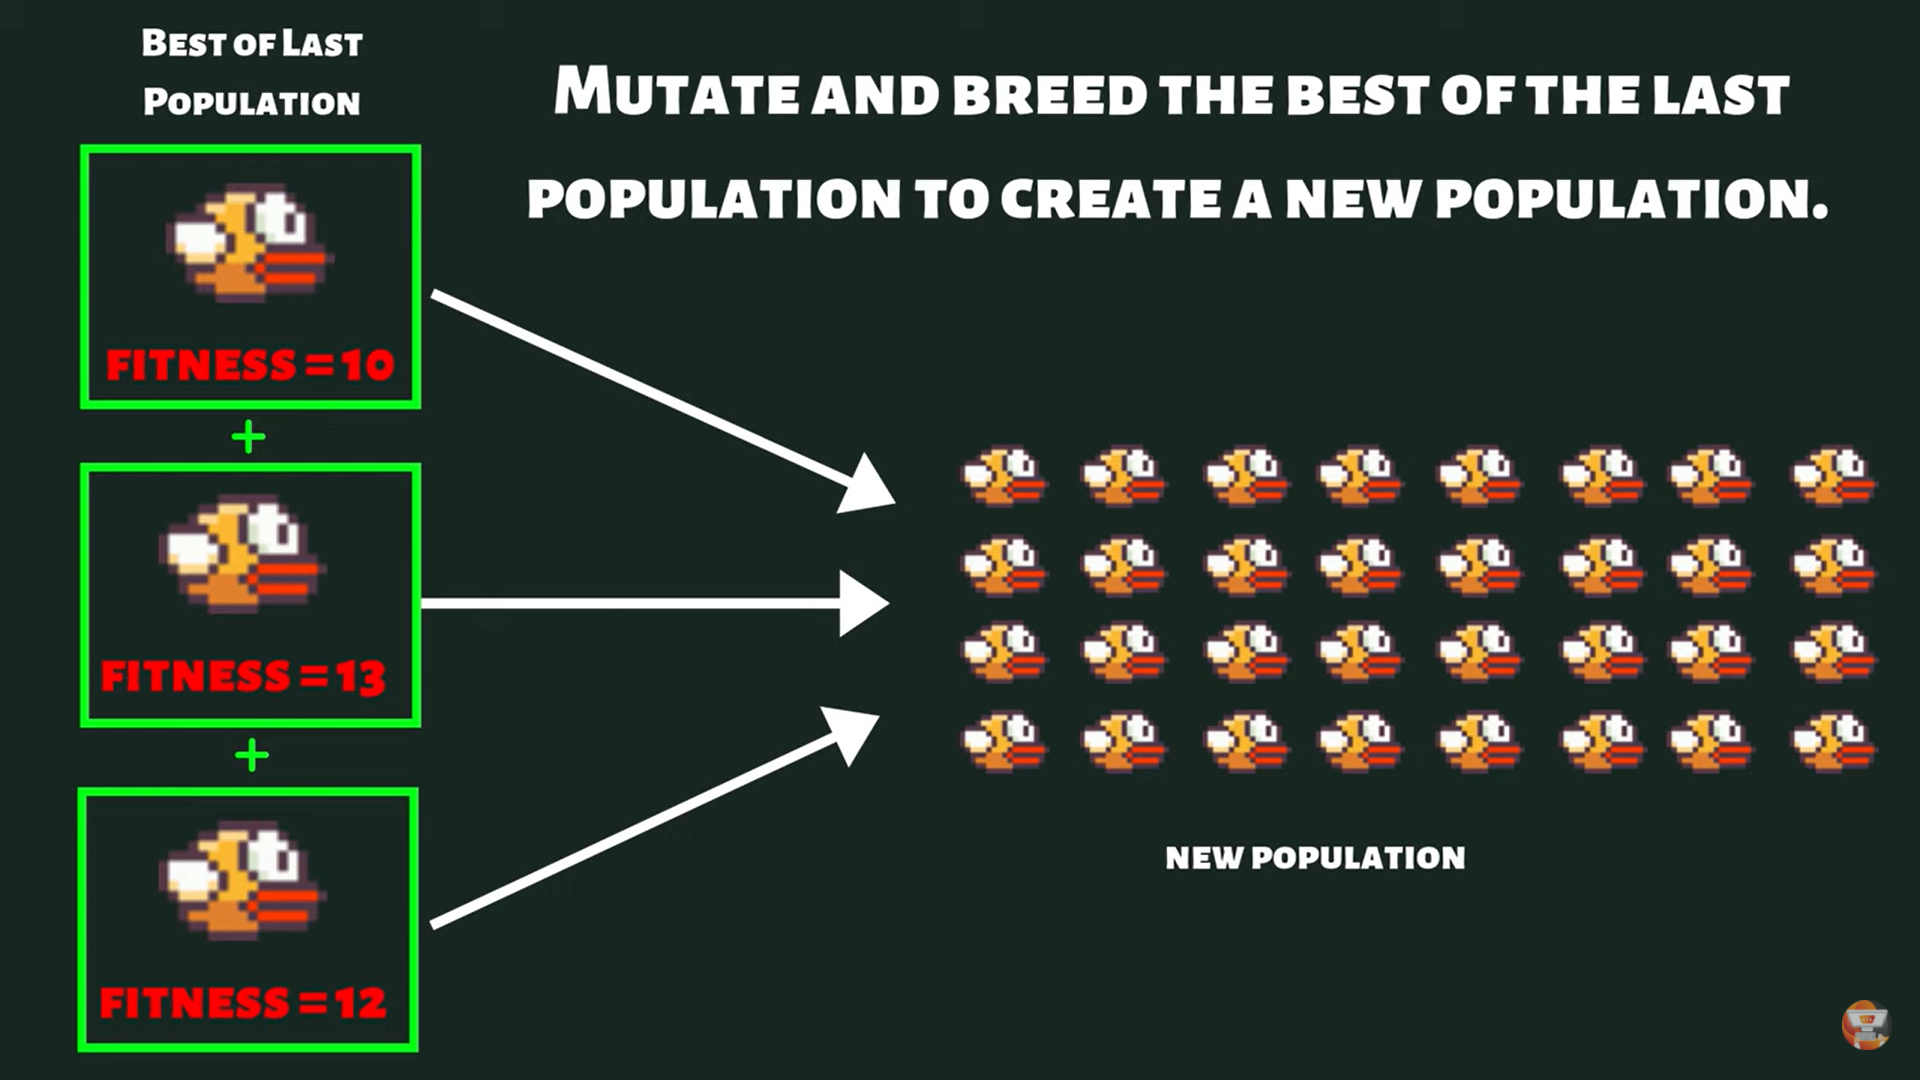 Best of Last
Population
Mutate and breed the best of the last
population to create a new population.
FITNESS = 10
+
FITNESS = 13
+
FITNESS = 12
NEW POPULATION